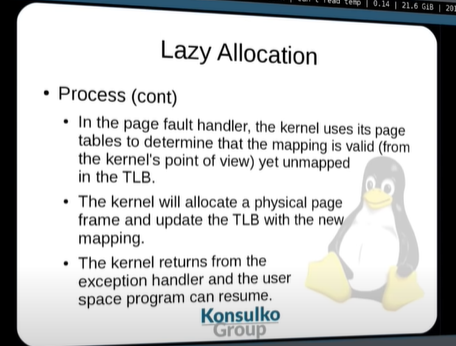 read temp | 0.14 | 21.6 GiB | 201
Lazy Allocation
• Process (cont)
• In the page fault handler, the kernel uses its page
tables to determine that the mapping is valid (from
the kernel's point of view) yet unmapped
in the TLB.
• The kernel will allocate a physical page
frame and update the TLB with the new
mapping.
• The kernel returns from the
exception handler and the user
space program can resume.
Konsulko
Group